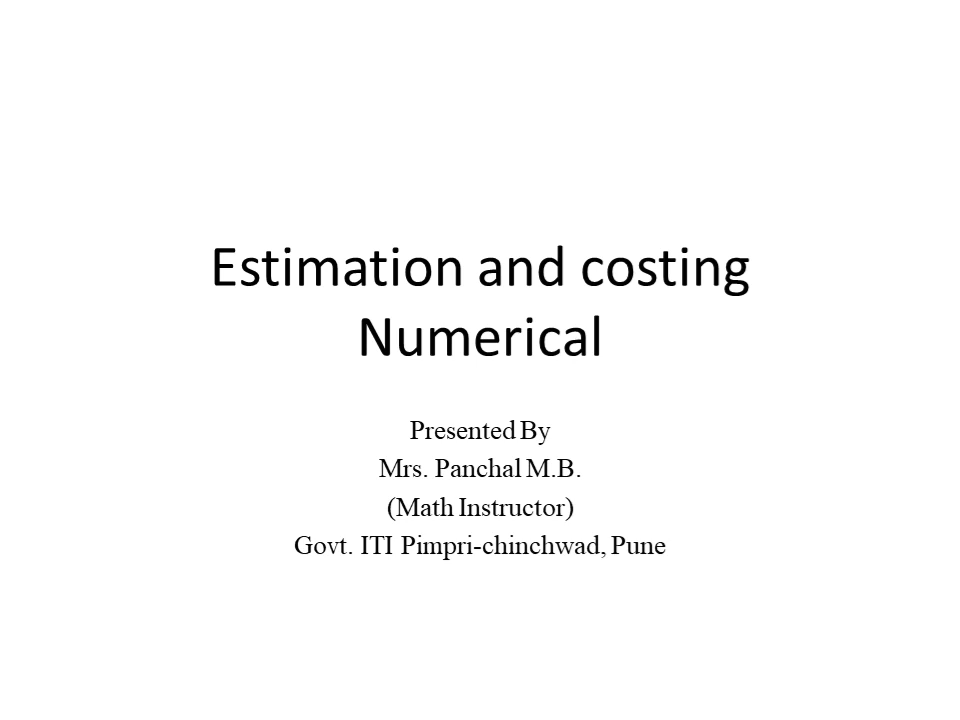 Estimation and costing
Numerical
Presented By
Mrs. Panchal M.B.
(Math Instructor)
Govt. ITI Pimpri-chinchwad, Pune